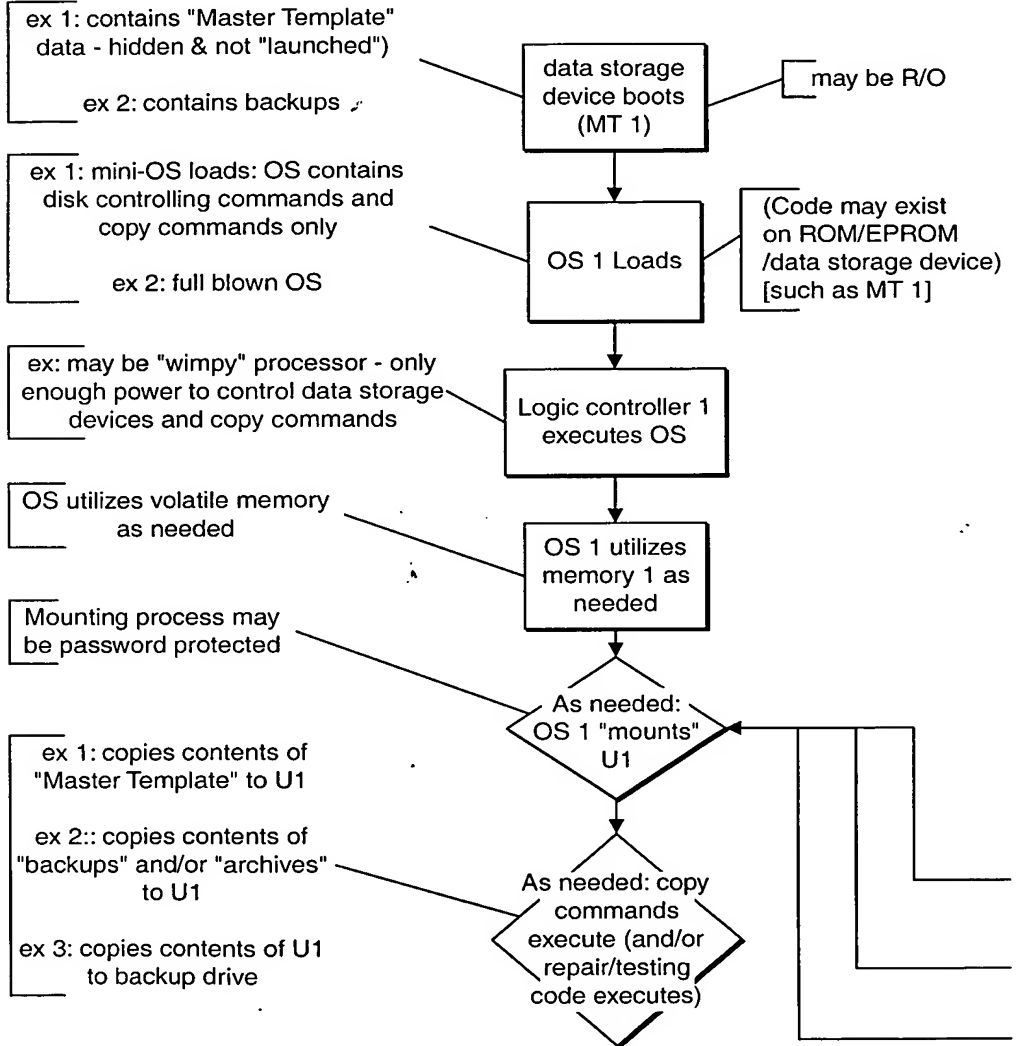 ex 1: contains "Master Template"
data - hidden & not "launched")
ex 2: contains backups
data storage
device boots
(MT 1)
may be R/O
ex 1: mini-OS loads: OS contains
disk controlling commands and
copy commands only
ex 2: full blown OS
OS 1 Loads
(Code may exist
on ROM/EPROM
/data storage device)
[such as MT 1]
ex: may be "wimpy" processor - only
enough power to control data storage
devices and copy commands
Logic controller 1
executes OS
OS utilizes volatile memory
as needed
OS 1 utilizes
memory 1 as
needed
Mounting process may
be password protected
As needed:
OS 1 "mounts"
U1
ex 1: copies contents of
"Master Template" to U1
ex 2:: copies contents of
"backups" and/or "archives"
to U1
ex 3: copies contents of U1
to backup drive
As needed: copy
commands
execute (and/or
repair/testing
code executes)